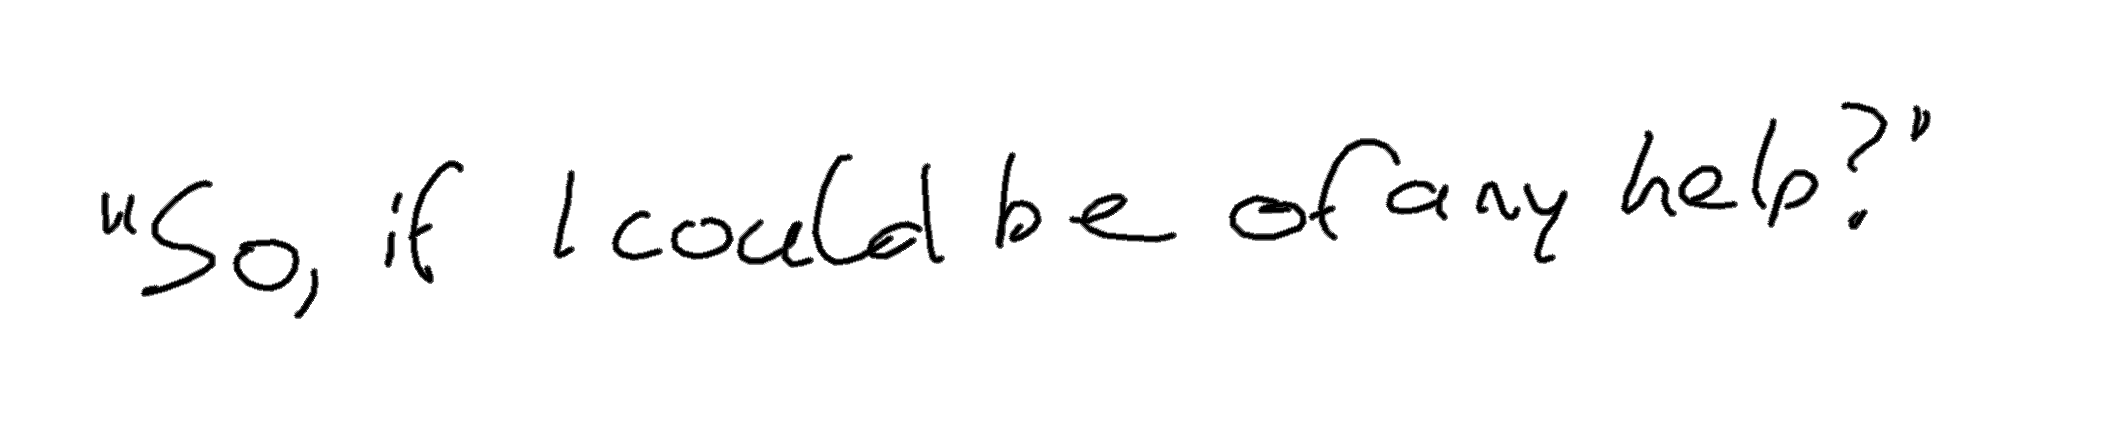 "So, if I could be of any help?"